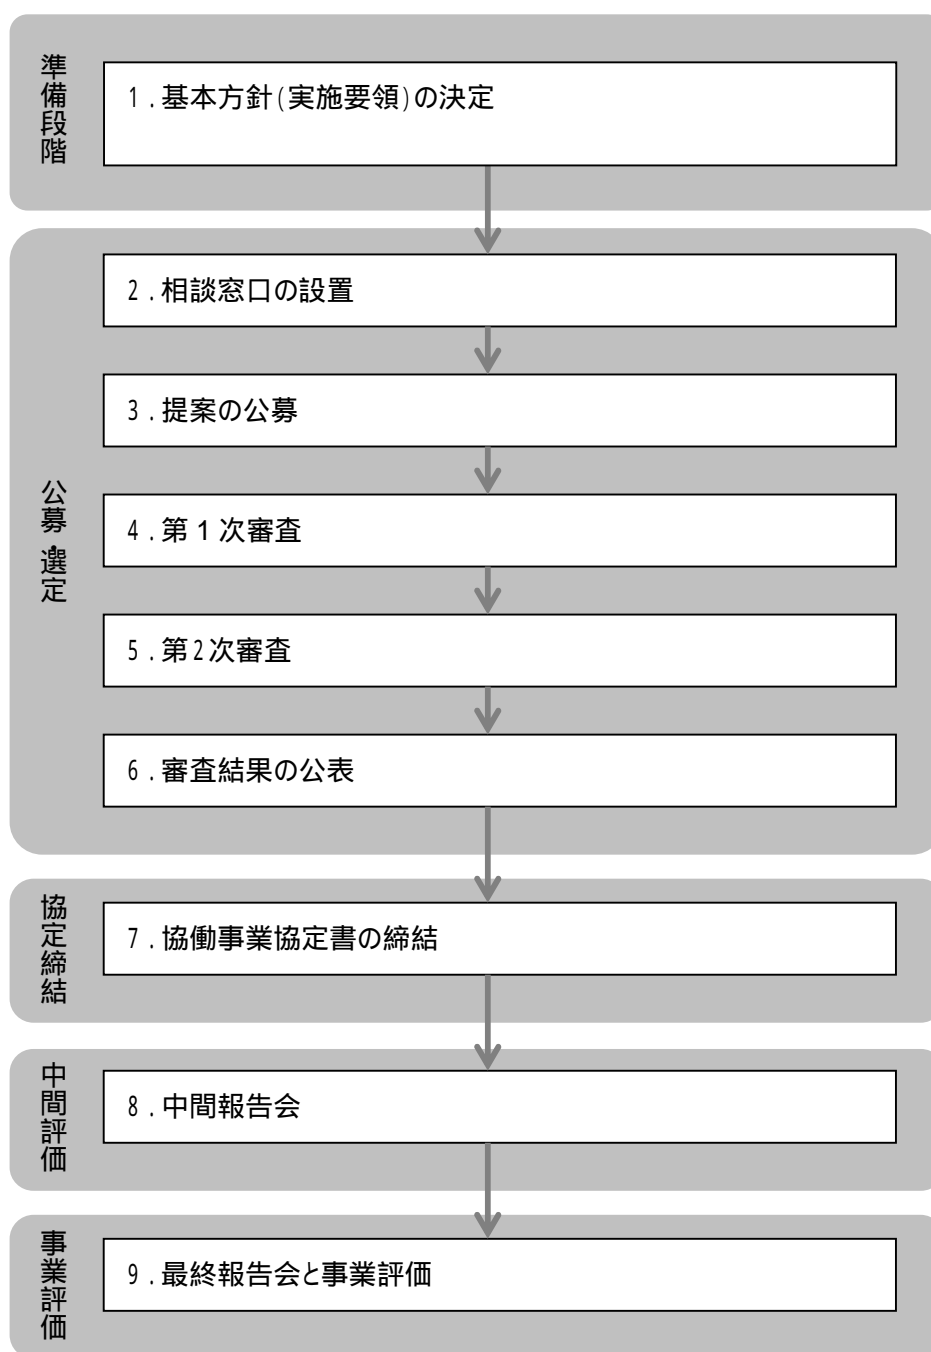 準備段階
1．基本方針(実施要領)の決定
公募・選定
2．相談窓口の設置
3．提案の公募
4．第１次審査
5．第2次審査
6．審査結果の公表
協定締結
7．協働事業協定書の締結
中間評価
8．中間報告会
事業評価
9．最終報告会と事業評価